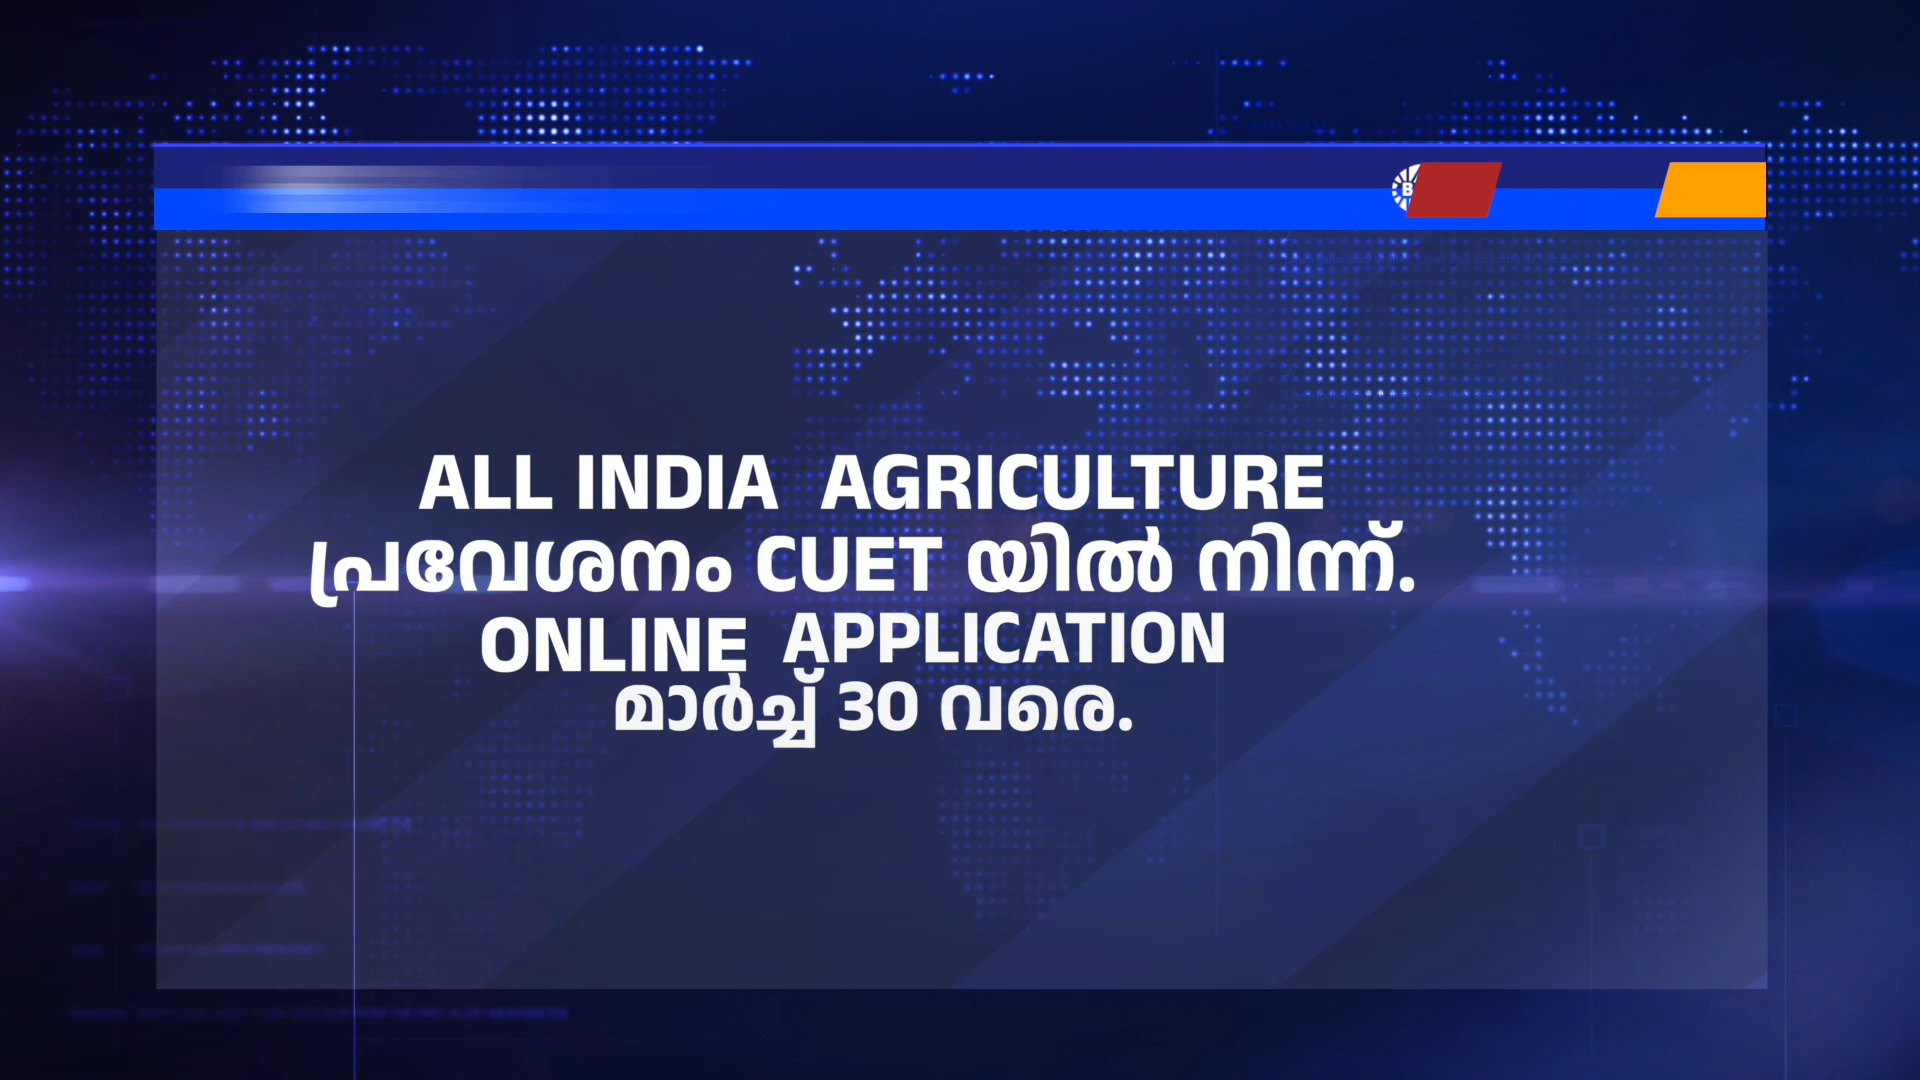 ALL INDIA AGRICULTURE
പ്രവേശനം CUET യിൽ നിന്ന്.
ONLINE APPLICATION
മാർച്ച് 30 വരെ.